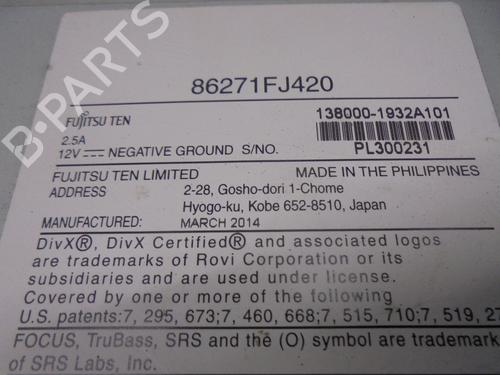 B-PARTS
86271FJ420
FUJITSU TEN
138000-1932A101
2.5A
12V NEGATIVE GROUND S/NO.
PL300231
FUJITSU TEN LIMITED MADE IN THE PHILIPPINES
ADDRESS 2-28, Gosho-dori 1-Chome
Hyogo-ku, Kobe 652-8510, Japan
MANUFACTURED: MARCH 2014
DivX®, DivX Certified® and associated logos
are trademarks of Rovi Corporation or its
subsidiaries and are used under license.
Covered by one or more of the following
U.S. patents:7, 295, 673;7, 460, 668;7, 515, 710;7, 519, 27
FOCUS, TruBass, SRS and the (O) symbol are trademark
of SRS Labs, Inc.